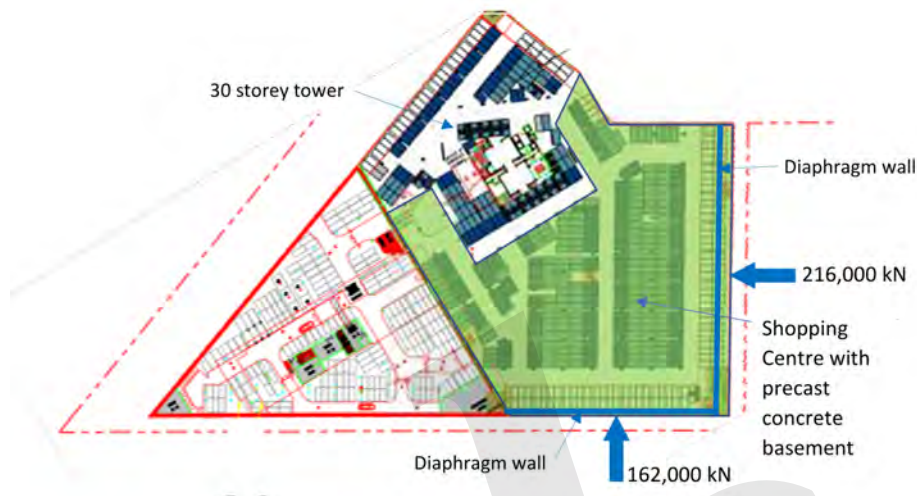 30 storey tower
Diaphragm wall
216,000 kN
Shopping
Centre with
precast
concrete
basement
Diaphragm wall
162,000 kN